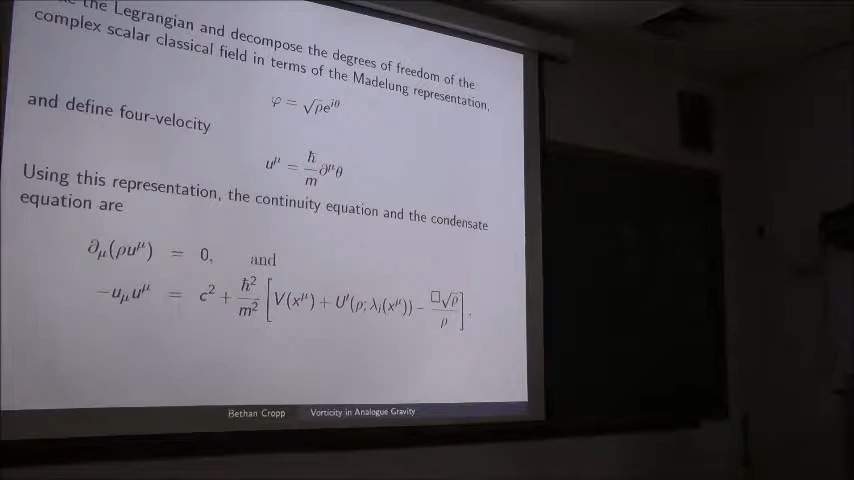 the Legrangian and decompose the degrees of freedom of the
complex scalar classical field in terms of the Madelung representation,
φ = √ρe^{iθ}
and define four-velocity
u^μ = ħ/m ∂^μθ
Using this representation, the continuity equation and the condensate
equation are
∂_μ(ρu^μ) = 0, and
−u_μu^μ = c² + ħ²/m² [V(x^μ) + U′(ρ; λ_i(x^μ)) − □√ρ/ρ],
Bethan Cropp Vorticity in Analogue Gravity